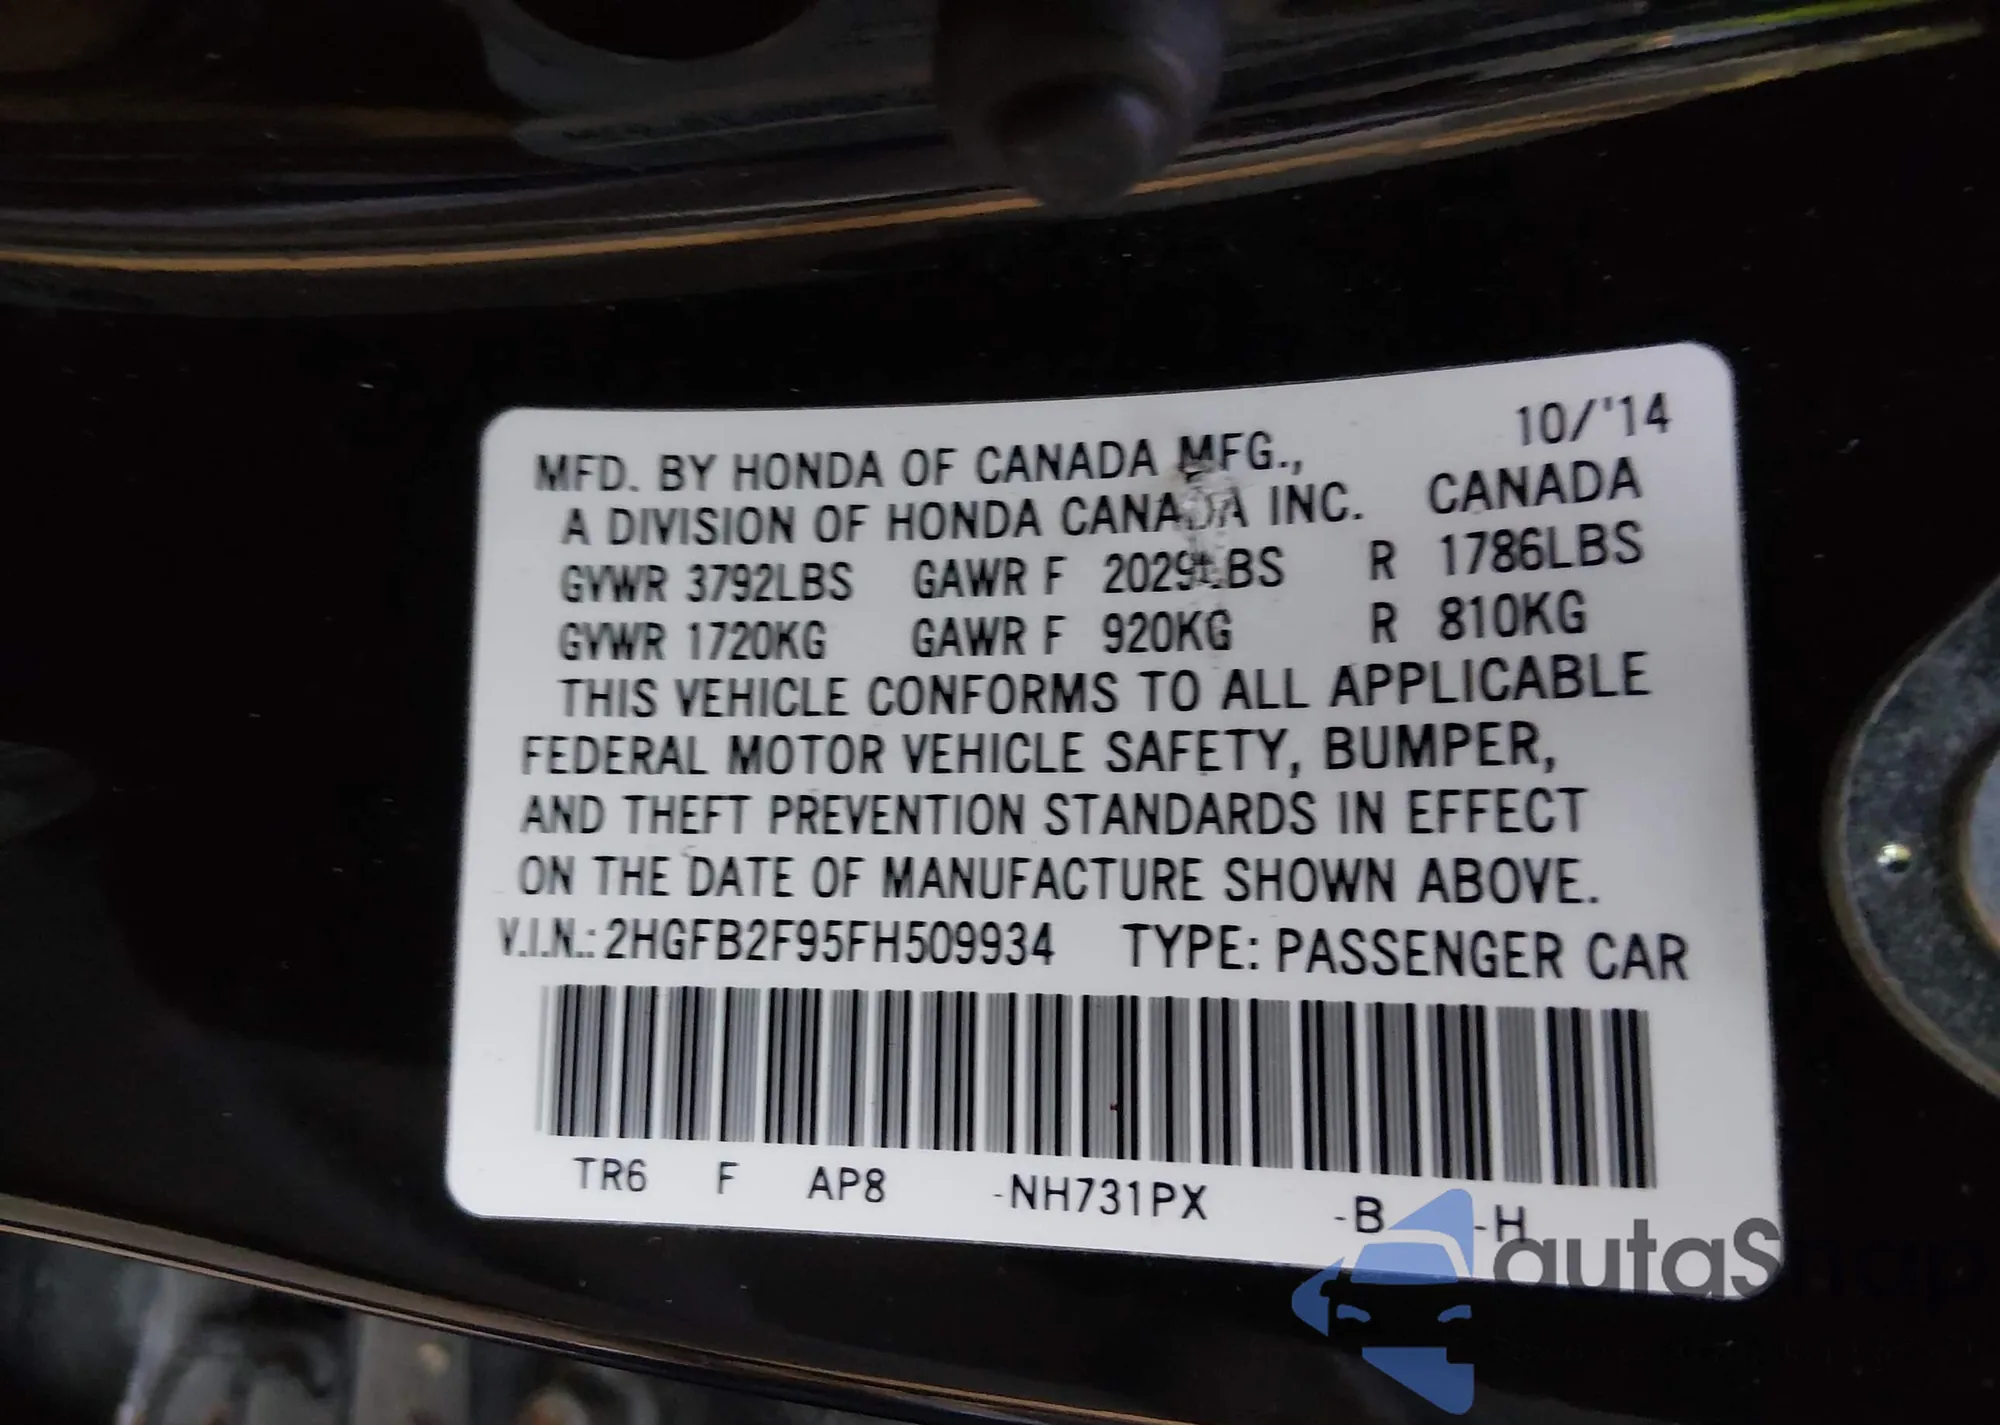 10/'14
MFD. BY HONDA OF CANADA MFG.,
A DIVISION OF HONDA CANADA INC. CANADA
GVWR 3792LBS GAWR F 2029LBS R 1786LBS
GVWR 1720KG GAWR F 920KG R 810KG
THIS VEHICLE CONFORMS TO ALL APPLICABLE
FEDERAL MOTOR VEHICLE SAFETY, BUMPER,
AND THEFT PREVENTION STANDARDS IN EFFECT
ON THE DATE OF MANUFACTURE SHOWN ABOVE.
V.I.N.: 2HGFB2F95FH509934 TYPE: PASSENGER CAR
TR6 F AP8 -NH731PX -B -H
autaSnap